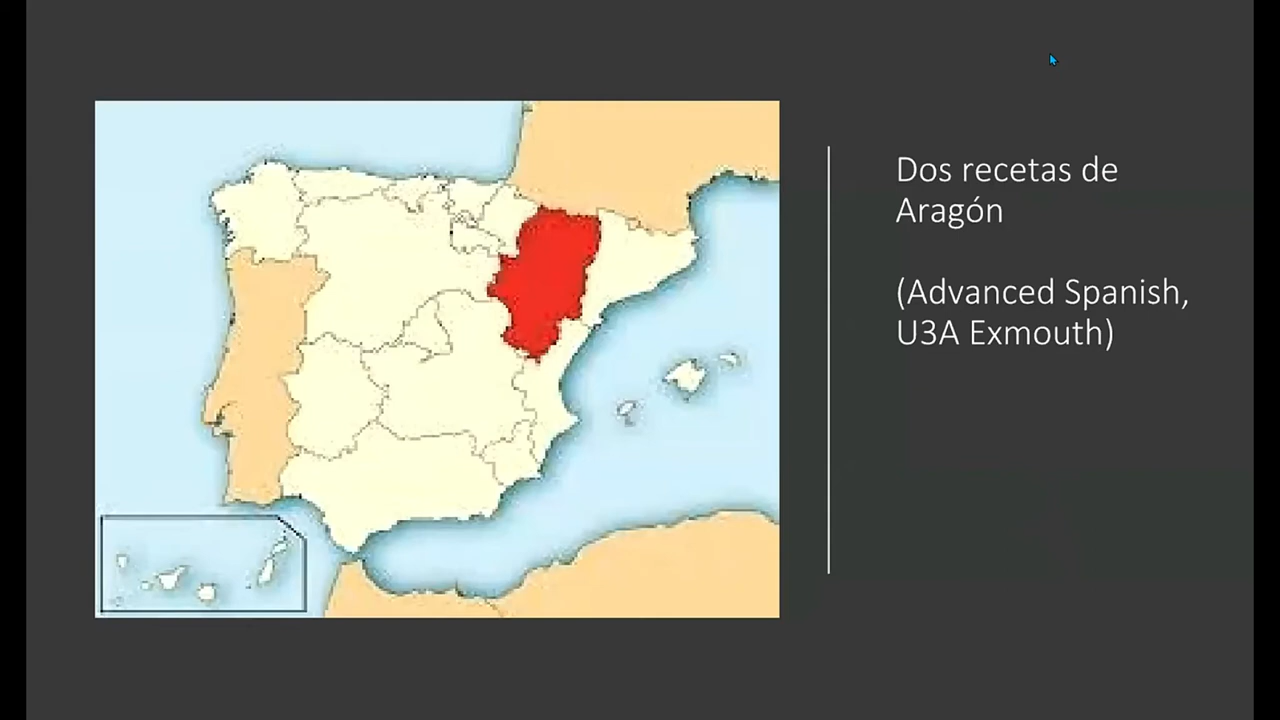 Dos recetas de
Aragón
(Advanced Spanish,
U3A Exmouth)